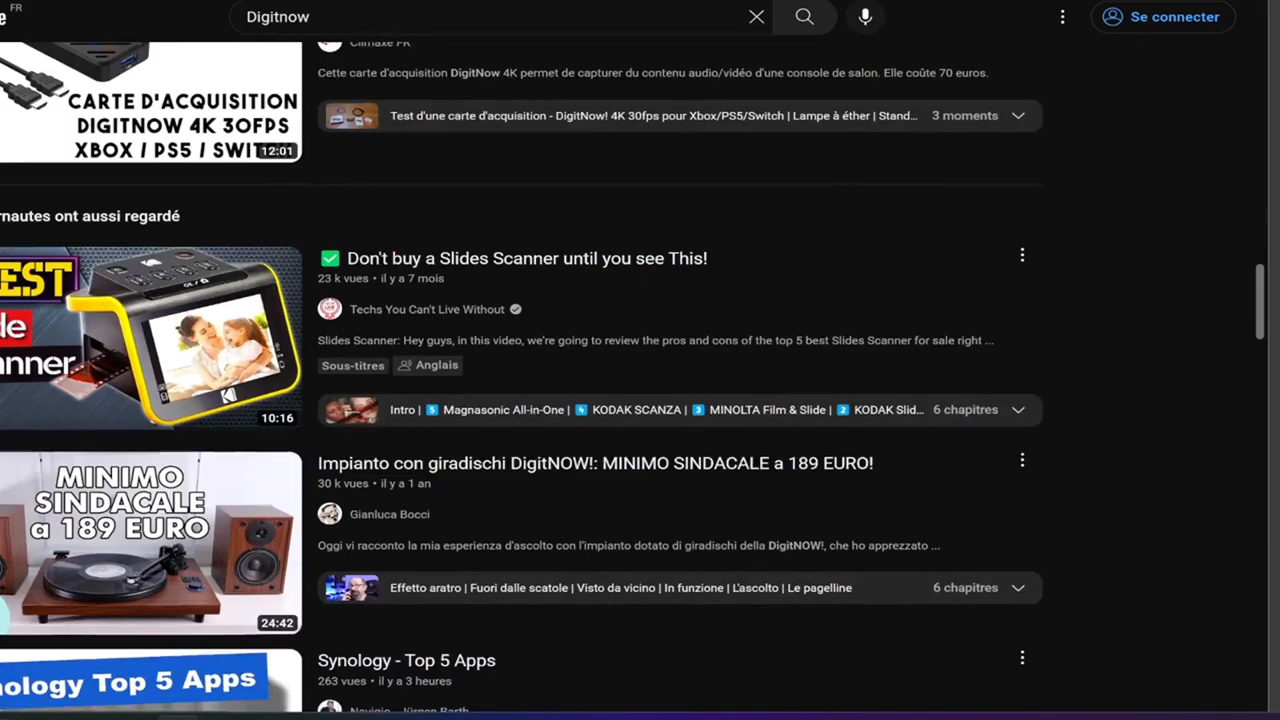 FR
Digitnow
Se connecter
Climaxe FR
Cette carte d'acquisition DigitNow 4K permet de capturer du contenu audio/vidéo d'une console de salon. Elle coûte 70 euros.
CARTE D'ACQUISITION
DIGITNOW 4K 30FPS
XBOX / PS5 / SWIT
12:01
Test d'une carte d'acquisition - DigitNow! 4K 30fps pour Xbox/PS5/Switch | Lampe à éther | Stand...
3 moments
rnautes ont aussi regardé
EST
de
anner
10:16
Don't buy a Slides Scanner until you see This!
23 k vues • il y a 7 mois
Techs You Can't Live Without
Slides Scanner: Hey guys, in this video, we're going to review the pros and cons of the top 5 best Slides Scanner for sale right ...
Sous-titres
Anglais
Intro | 5 Magnasonic All-in-One | 4 KODAK SCANZA | 3 MINOLTA Film & Slide | 2 KODAK Slid...
6 chapitres
MINIMO
SINDACALE
a 189 EURO
24:42
Impianto con giradischi DigitNOW!: MINIMO SINDACALE a 189 EURO!
30 k vues • il y a 1 an
Gianluca Bocci
Oggi vi racconto la mia esperienza d'ascolto con l'impianto dotato di giradischi della DigitNOW!, che ho apprezzato ...
Effetto aratro | Fuori dalle scatole | Visto da vicino | In funzione | L'ascolto | Le pagelline
6 chapitres
nology Top 5 Apps
Synology - Top 5 Apps
263 vues • il y a 3 heures